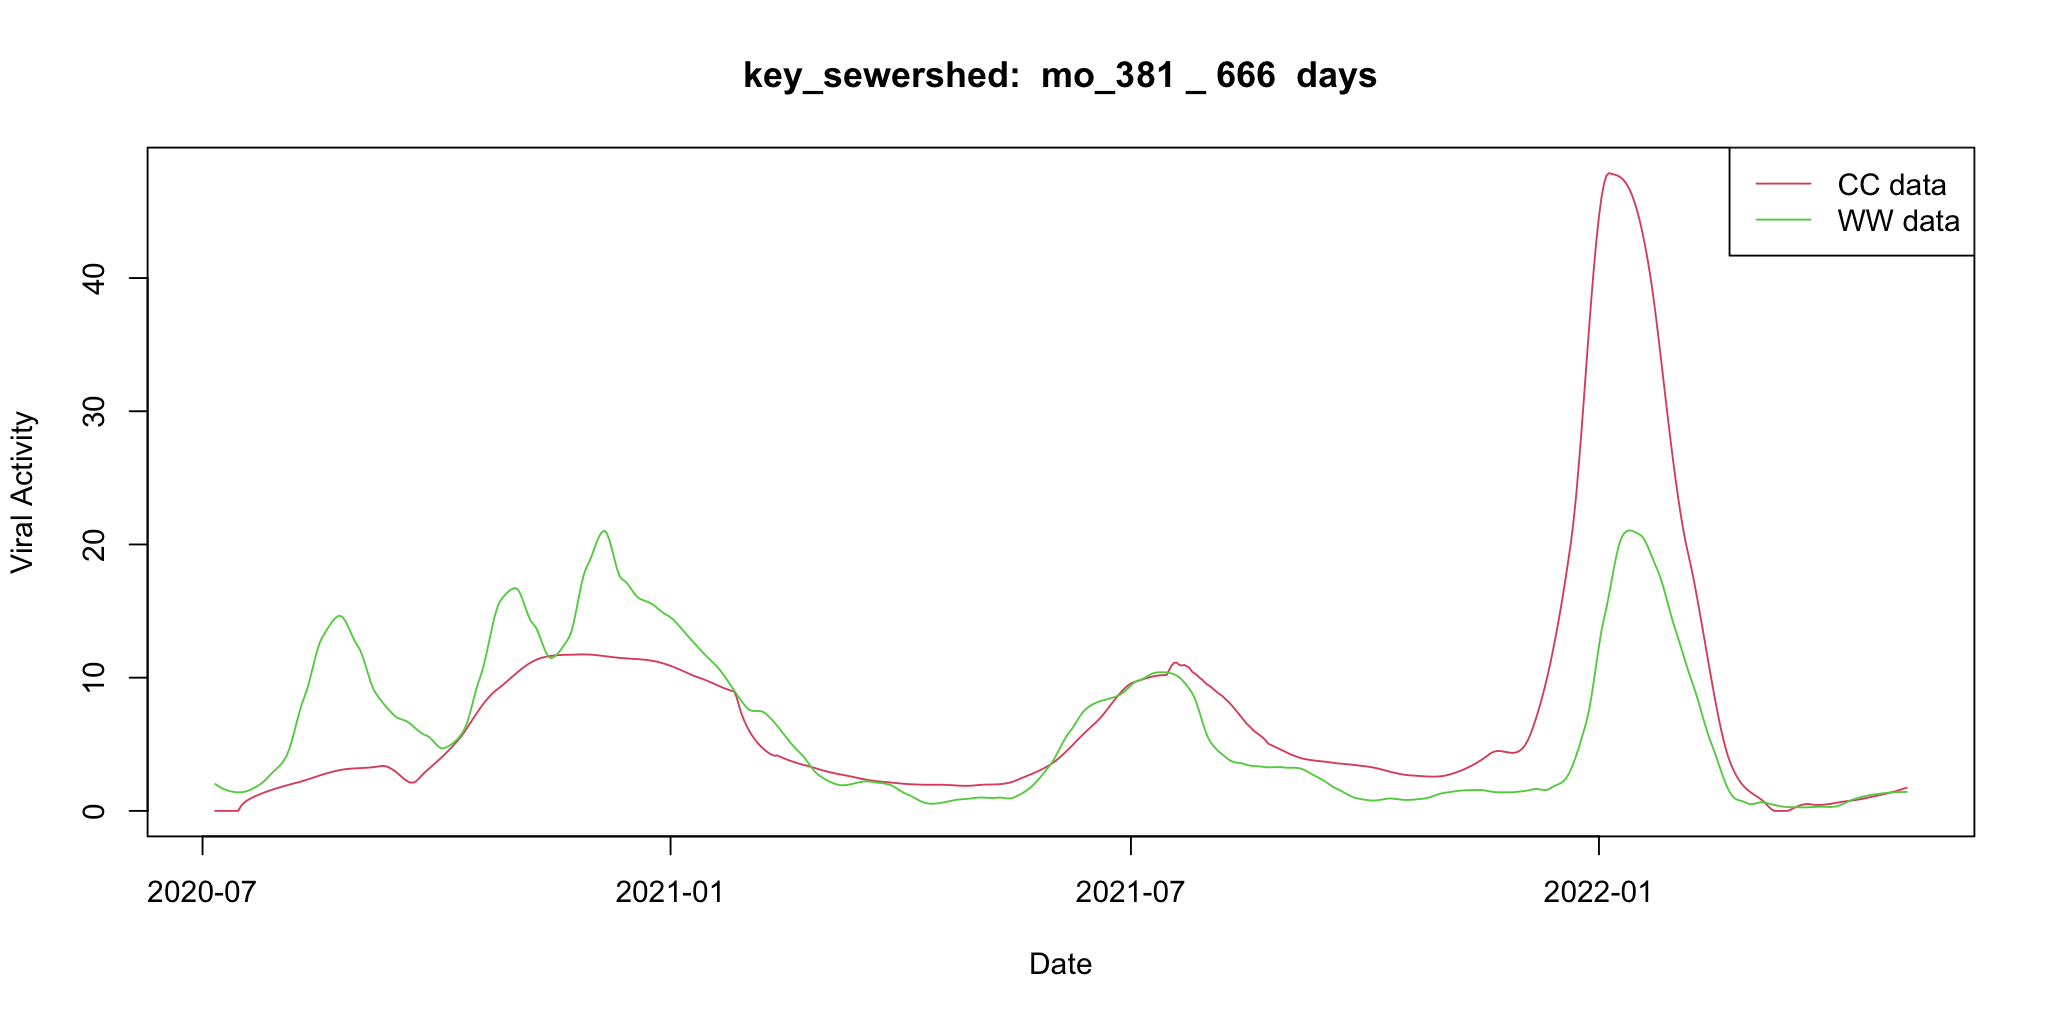 key_sewershed:  mo_381 _ 666  days
CC data
WW data
Viral Activity
40
30
20
10
0
2020-07
2021-01
2021-07
2022-01
Date